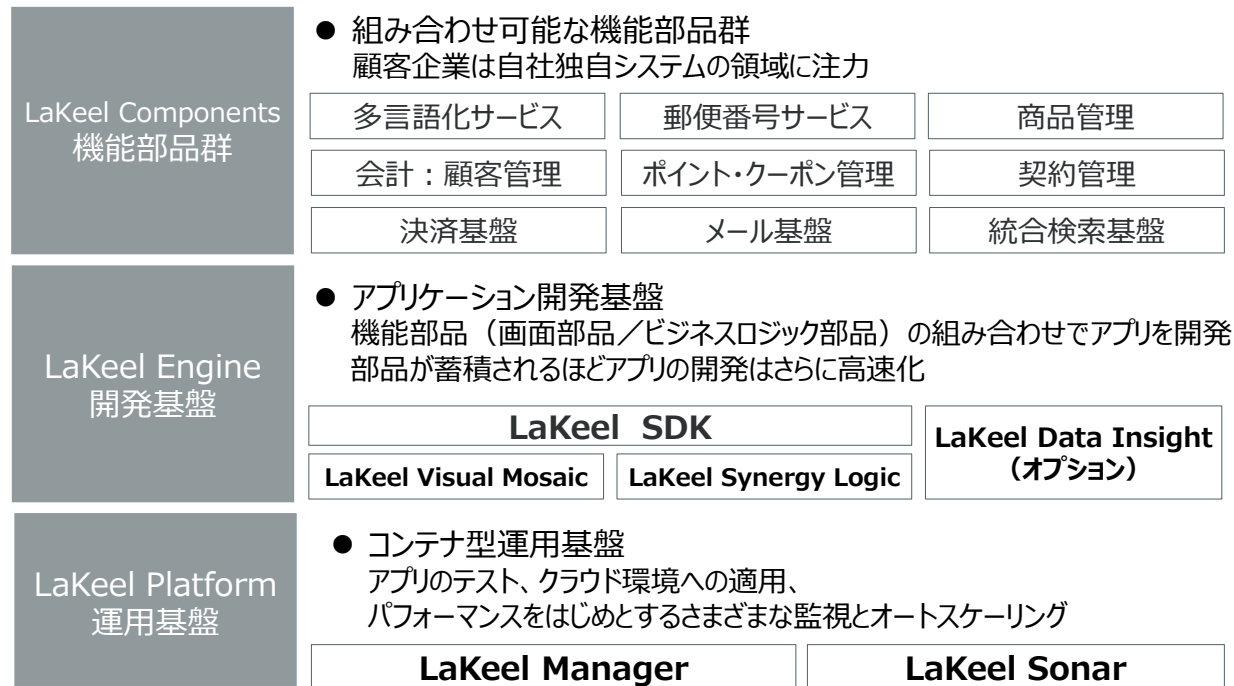 LaKeel Components
機能部品群
● 組み合わせ可能な機能部品群
顧客企業は自社独自システムの領域に注力
多言語化サービス
郵便番号サービス
商品管理
会計：顧客管理
ポイント・クーポン管理
契約管理
決済基盤
メール基盤
統合検索基盤
LaKeel Engine
開発基盤
● アプリケーション開発基盤
機能部品（画面部品／ビジネスロジック部品）の組み合わせでアプリを開発
部品が蓄積されるほどアプリの開発はさらに高速化
LaKeel SDK
LaKeel Visual Mosaic
LaKeel Synergy Logic
LaKeel Data Insight
（オプション）
LaKeel Platform
運用基盤
● コンテナ型運用基盤
アプリのテスト、クラウド環境への適用、
パフォーマンスをはじめとするさまざまな監視とオートスケーリング
LaKeel Manager
LaKeel Sonar